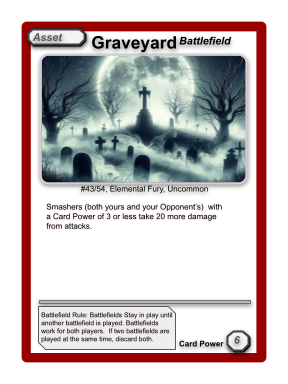 Asset
Graveyard Battlefield
#43/54, Elemental Fury, Uncommon
Smashers (both yours and your Opponent's) with
a Card Power of 3 or less take 20 more damage
from attacks.
Battlefield Rule: Battlefields Stay in play until
another battlefield is played. Battlefields
work for both players. If two battlefields are
played at the same time, discard both.
Card Power 6